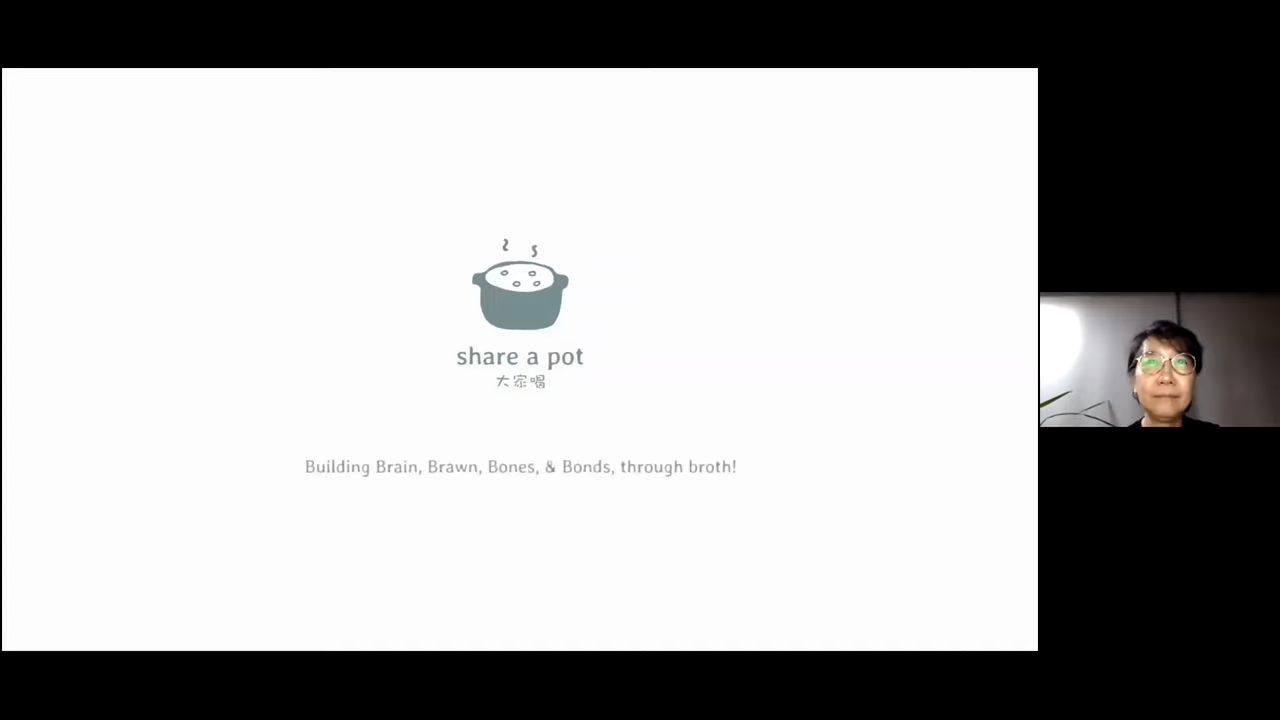 share a pot
大家喝
Building Brain, Brawn, Bones, & Bonds, through broth!